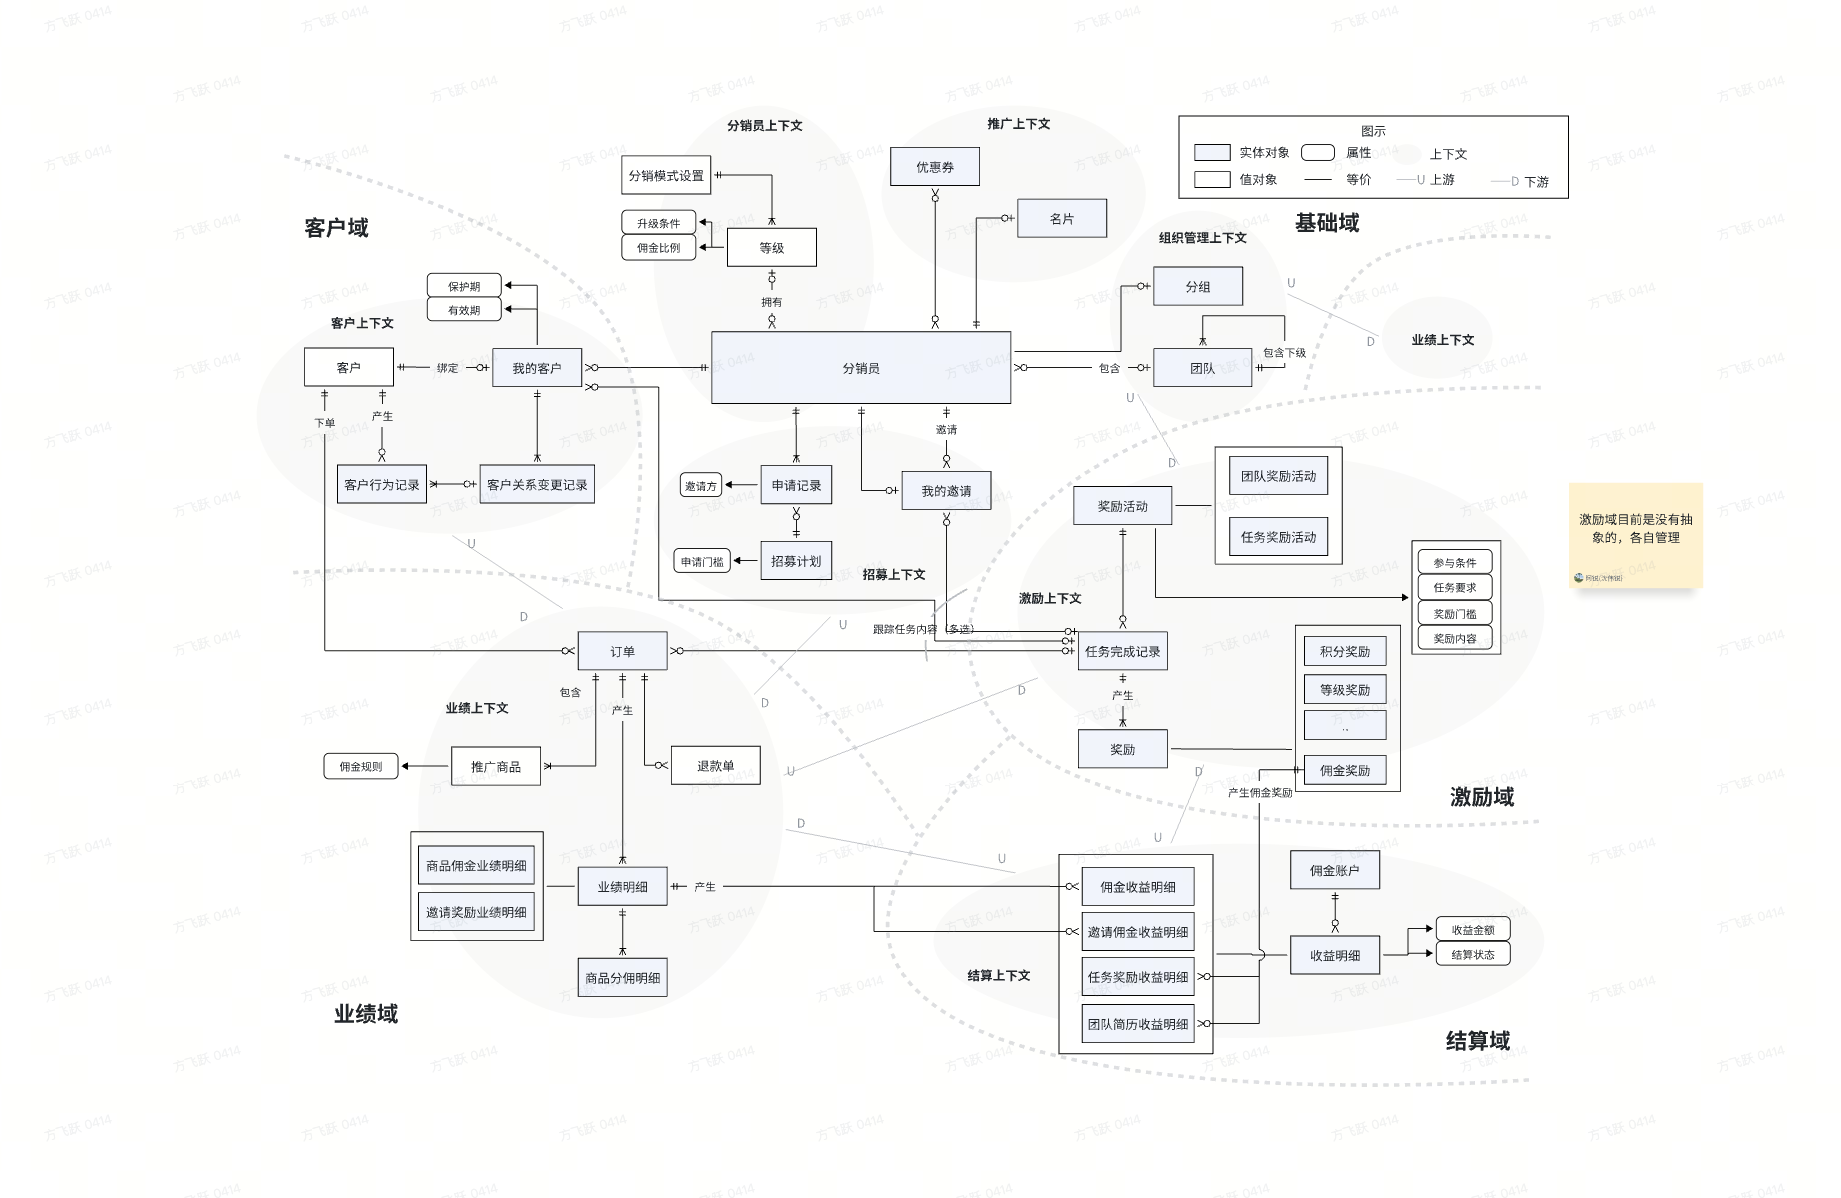 方飞跃 0414
图示
实体对象
属性
上下文
值对象
等价
U 上游
D 下游
分销员上下文
推广上下文
分销模式设置
优惠券
名片
升级条件
佣金比例
等级
拥有
客户域
基础域
组织管理上下文
分组
团队
包含下级
包含
U
D
业绩上下文
保护期
有效期
客户上下文
客户
绑定
我的客户
分销员
下单
产生
客户行为记录
客户关系变更记录
邀请
邀请方
申请记录
我的邀请
申请门槛
招募计划
招募上下文
U
D
U
D
奖励活动
团队奖励活动
任务奖励活动
参与条件
任务要求
奖励门槛
奖励内容
激励域目前是没有抽
象的，各自管理
激励上下文
跟踪任务内容（多选）
任务完成记录
产生
奖励
积分奖励
等级奖励
..
佣金奖励
产生佣金奖励
激励域
订单
包含
产生
业绩上下文
佣金规则
推广商品
退款单
U
D
D
U
D
U
D
U
商品佣金业绩明细
邀请奖励业绩明细
业绩明细
产生
商品分佣明细
业绩域
佣金收益明细
邀请佣金收益明细
任务奖励收益明细
团队简历收益明细
结算上下文
佣金账户
收益明细
收益金额
结算状态
结算域